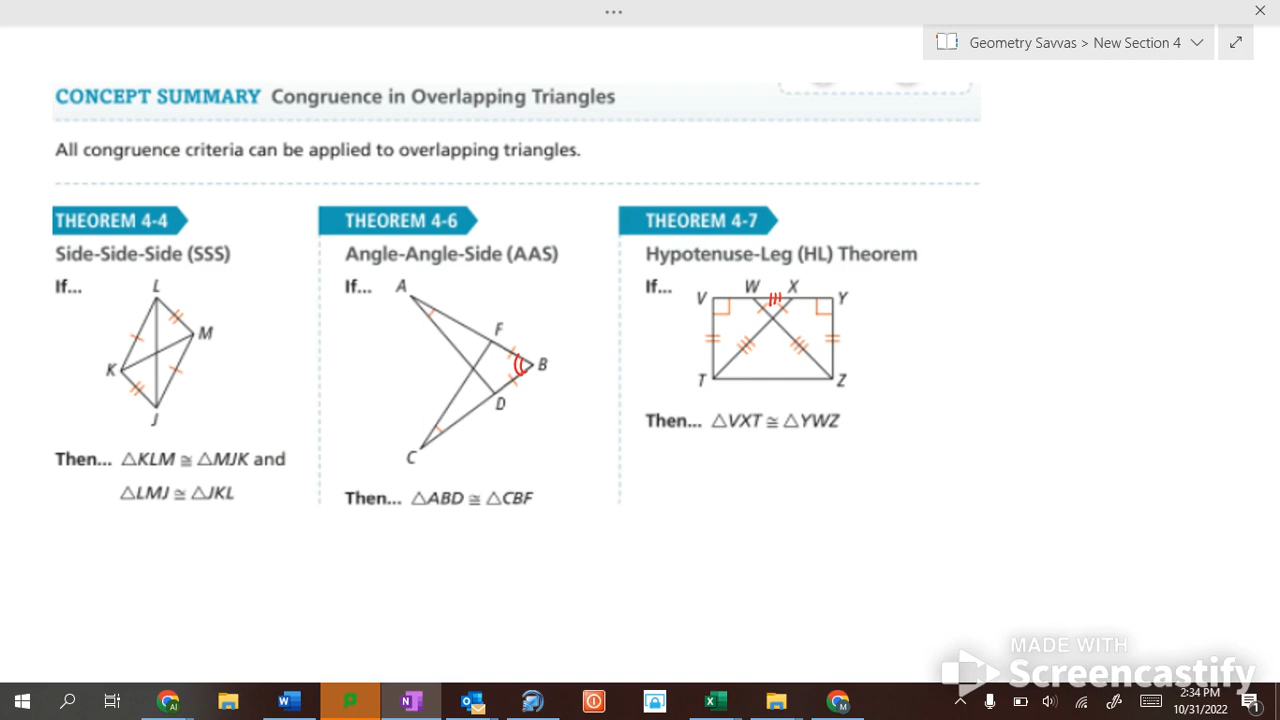 Geometry Savvas > New Section 4
CONCEPT SUMMARY Congruence in Overlapping Triangles
All congruence criteria can be applied to overlapping triangles.
THEOREM 4-4
Side-Side-Side (SSS)
If...
L
M
K
J
Then... △KLM ≅ △MJK and
△LMJ ≅ △JKL
THEOREM 4-6
Angle-Angle-Side (AAS)
If...
A
F
B
D
C
Then... △ABD ≅ △CBF
THEOREM 4-7
Hypotenuse-Leg (HL) Theorem
If...
V W X Y
T Z
Then... △VXT ≅ △YWZ
MADE WITH
Screencastify
2:34 PM
10/31/2022